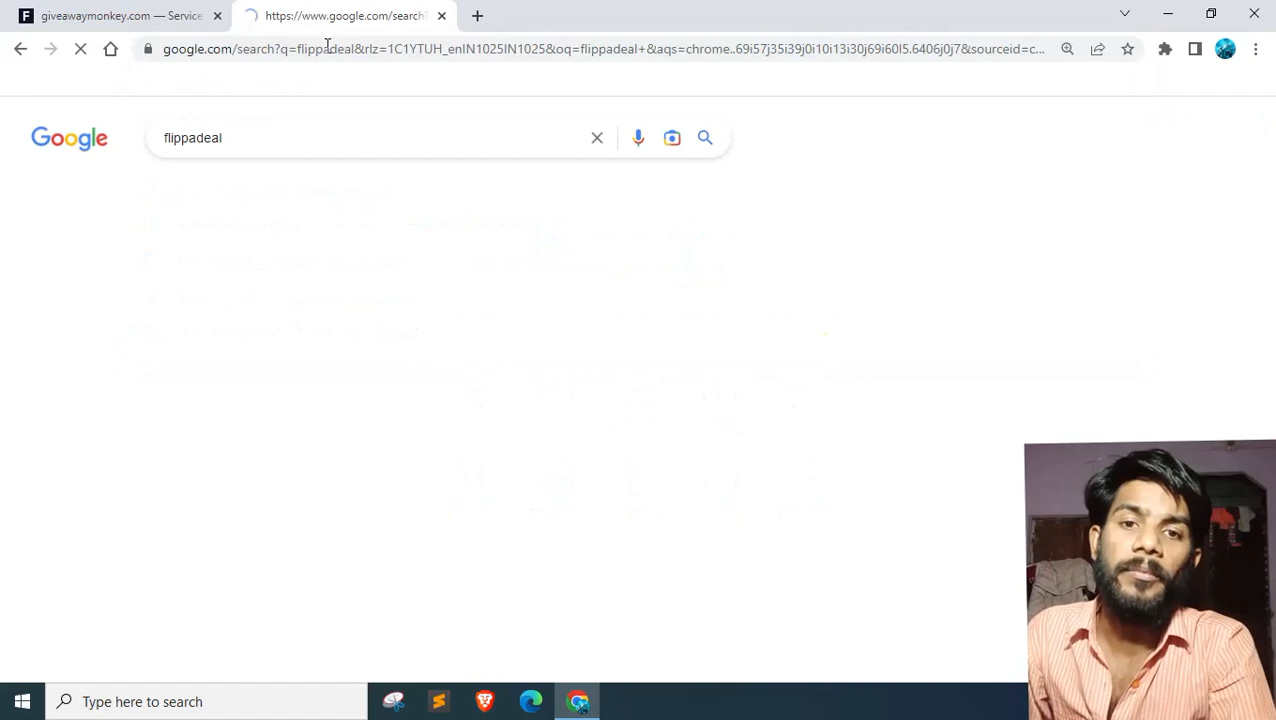 giveawaymonkey.com — Service
https://www.google.com/search?
google.com/search?q=flippadeal&rlz=1C1YTUH_enIN1025IN1025&oq=flippadeal+&aqs=chrome..69i57j35i39j0i10i13i30j69i60l5.6406j0j7&sourceid=c...
Google
flippadeal
Type here to search